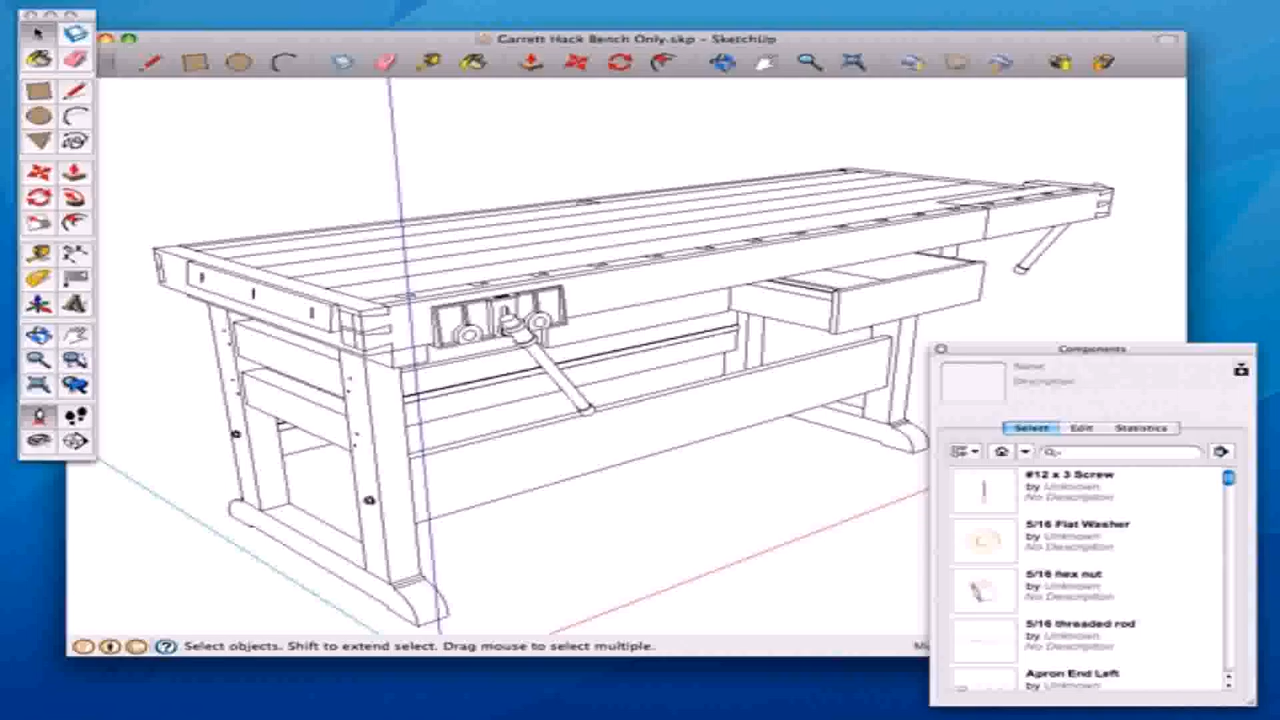 Garrett Hack Bench Only.skp - SketchUp
Components
Name
Description
Select Edit Statistics
#12 x 3 Screw
by Unknown
No Description
5/16 Flat Washer
by Unknown
No Description
5/16 hex nut
by Unknown
No Description
5/16 threaded rod
by Unknown
No Description
Apron End Left
by Unknown
Select objects. Shift to extend select. Drag mouse to select multiple.